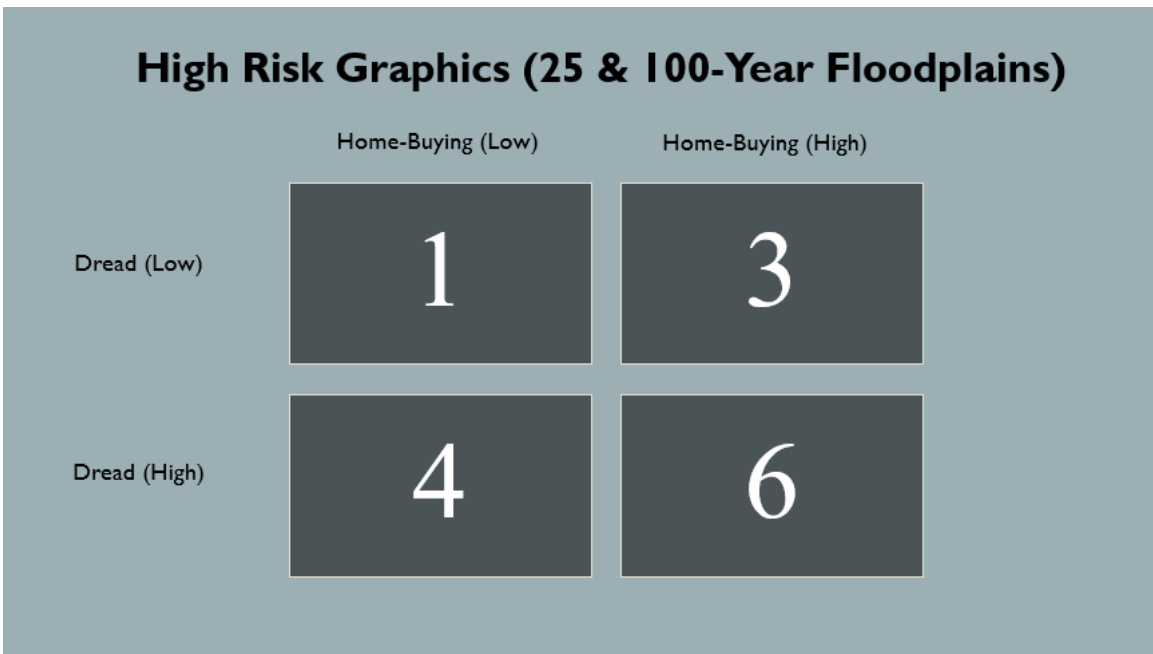 High Risk Graphics (25 & 100-Year Floodplains)
Home-Buying (Low) Home-Buying (High)
Dread (Low) 1 3
Dread (High) 4 6